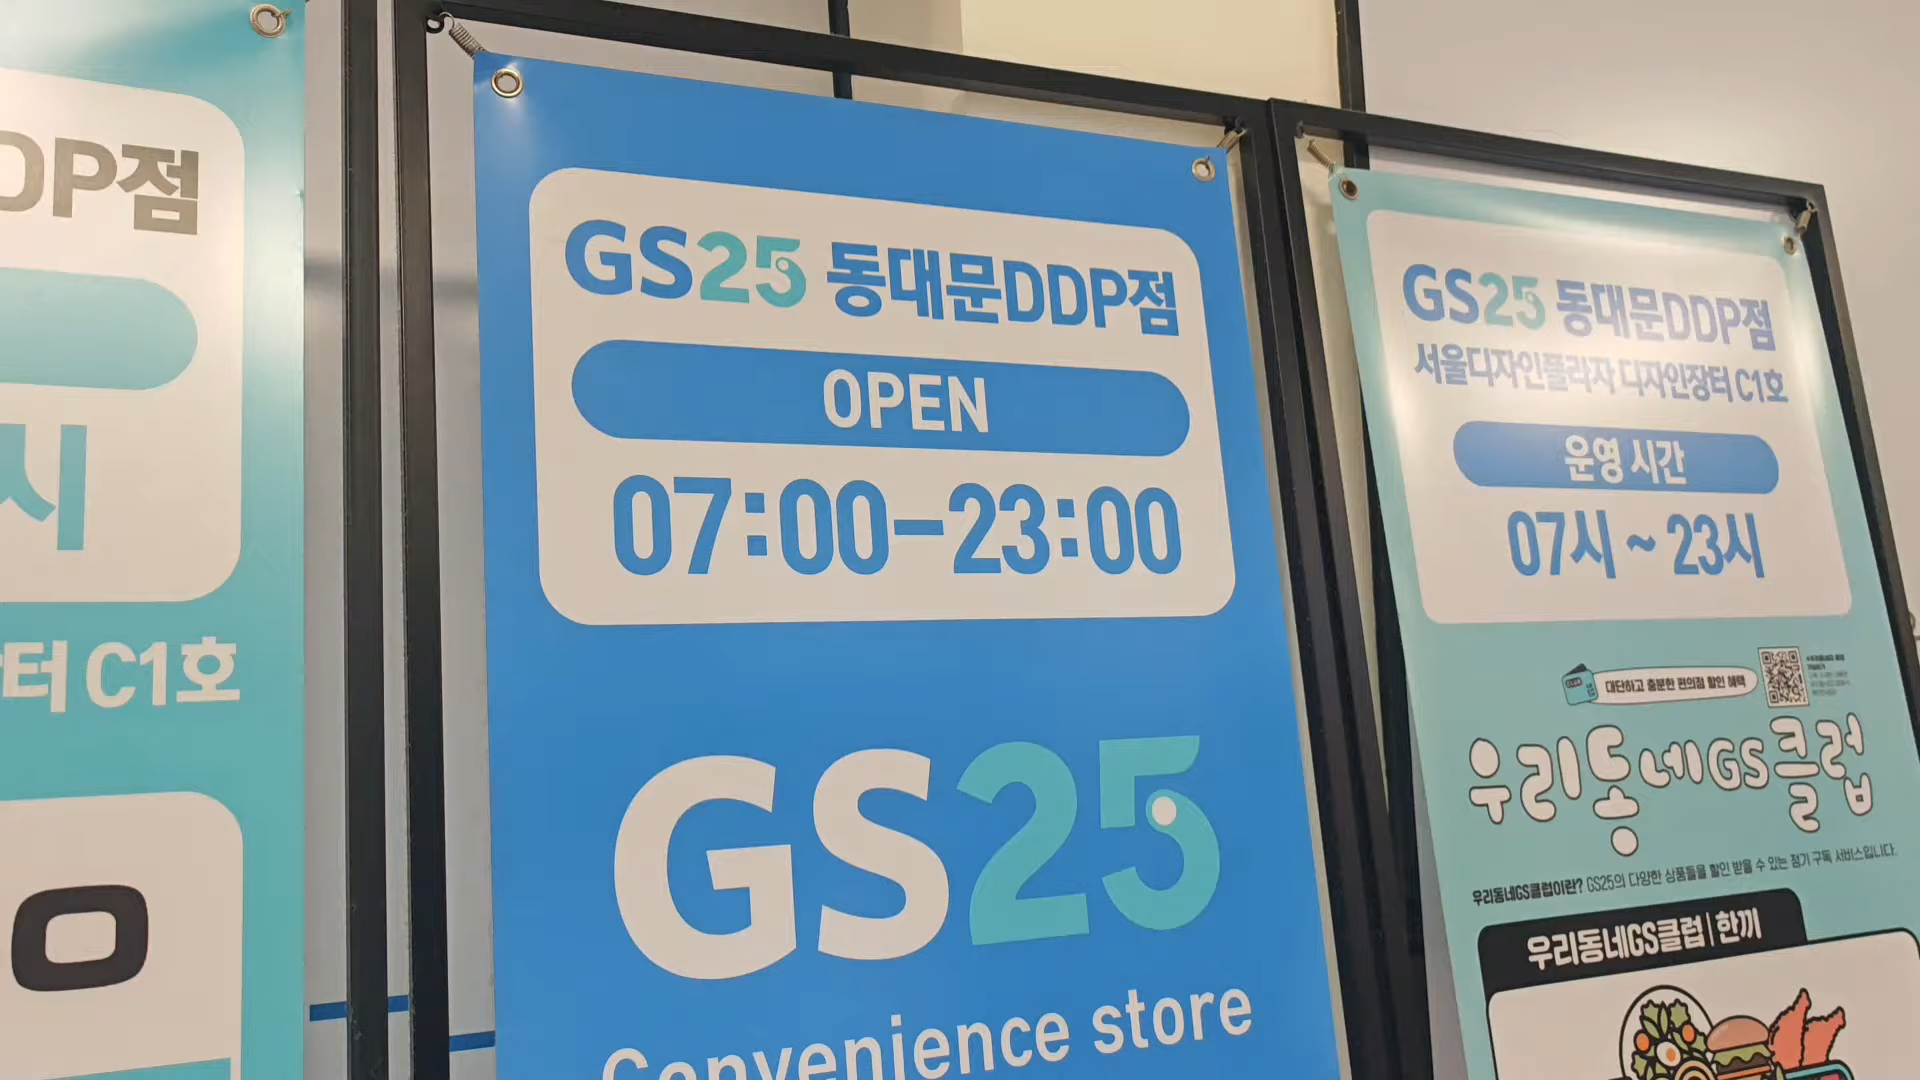 DP점
시
터 C1호
GS25 동대문DDP점
OPEN
07:00-23:00
GS25
Convenience store
GS25 동대문DDP점
서울디자인플라자 디자인장터 C1호
운영 시간
07시 ~ 23시
대단하고 충분한 편의점 할인 혜택
우리동네GS클럽
우리동네GS클럽이란? GS25의 다양한 상품들을 할인 받을 수 있는 정기 구독 서비스입니다.
우리동네GS클럽 | 한끼